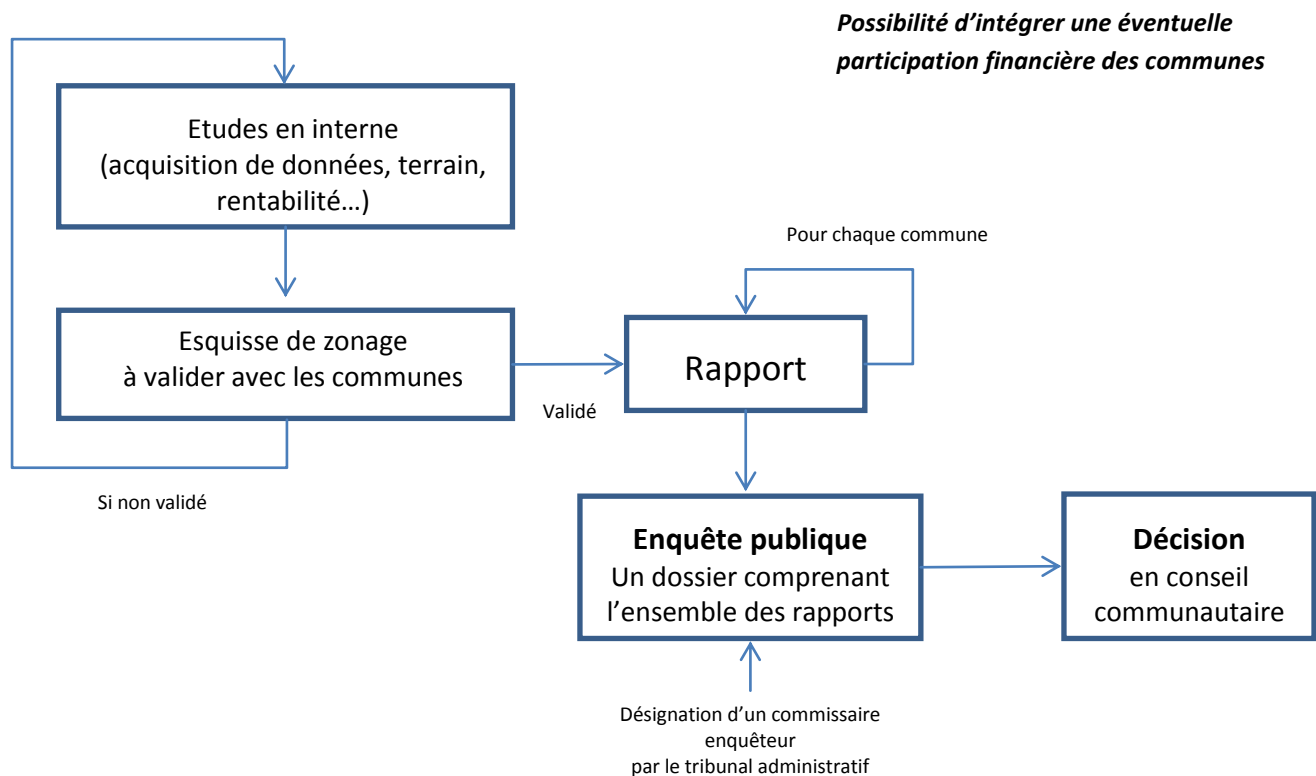 Possibilité d’intégrer une éventuelle
participation financière des communes
Etudes en interne
(acquisition de données, terrain,
rentabilité…)
Pour chaque commune
Esquisse de zonage
à valider avec les communes
Rapport
Validé
Si non validé
Enquête publique
Un dossier comprenant
l’ensemble des rapports
Décision
en conseil
communautaire
Désignation d’un commissaire
enquêteur
par le tribunal administratif